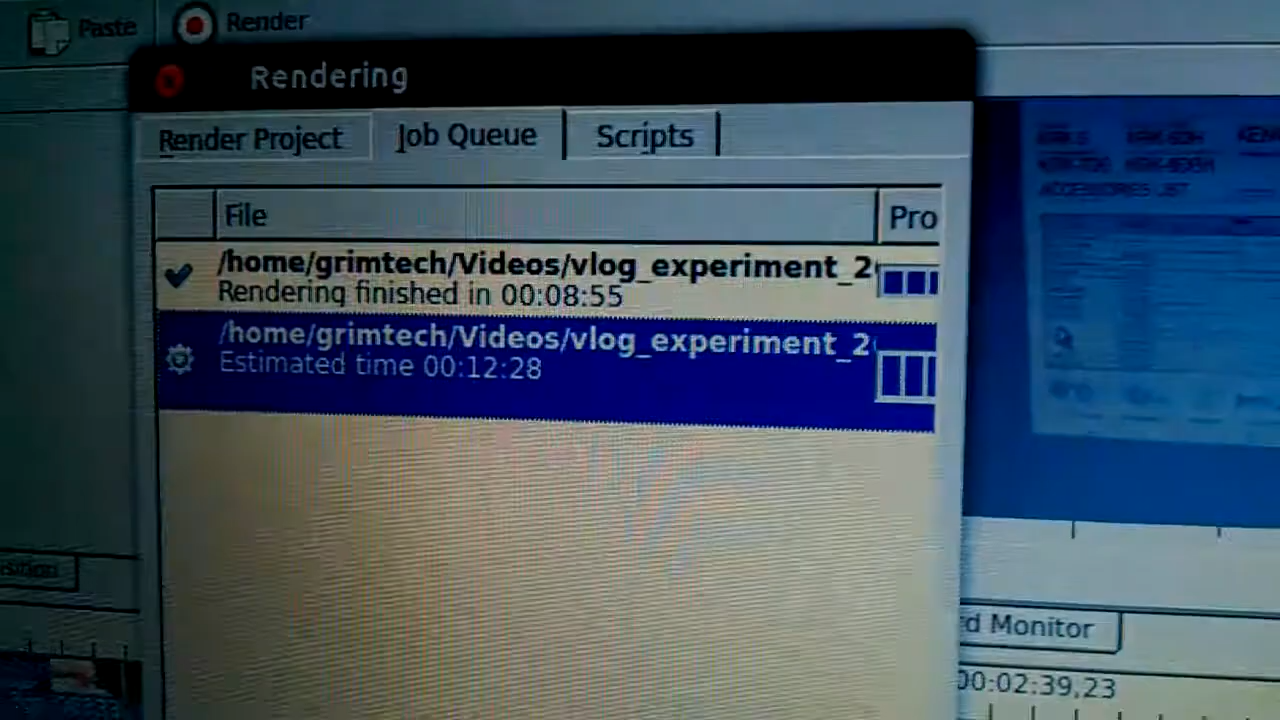 Paste
Render
Rendering
Render Project
Job Queue
Scripts
File
Pro
/home/grimtech/Videos/vlog_experiment_2
Rendering finished in 00:08:55
/home/grimtech/Videos/vlog_experiment_2
Estimated time 00:12:28
ACCESSORIES
d Monitor
00:02:39,23